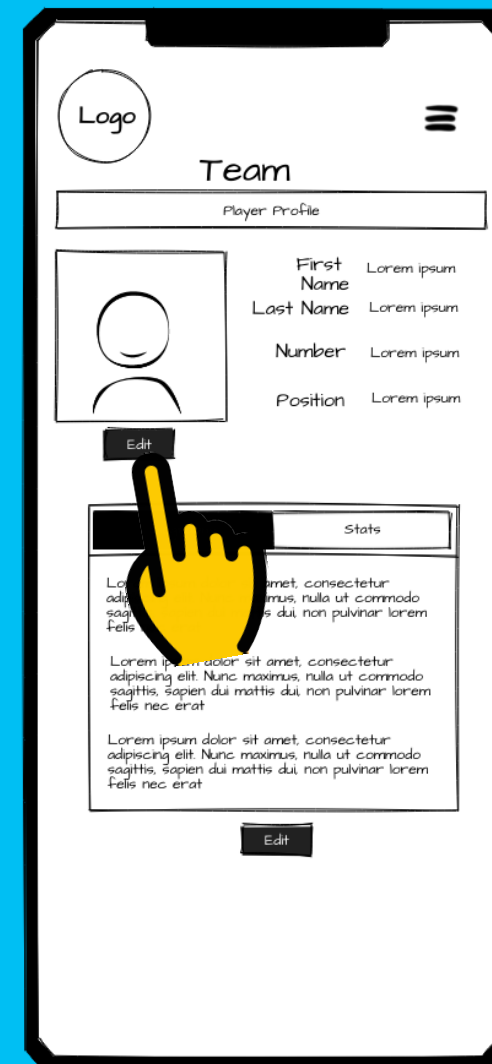 Logo
Team
Player Profile
First
Name
Lorem ipsum
Last Name
Lorem ipsum
Number
Lorem ipsum
Position
Lorem ipsum
Edit
Stats
amet, consectetur
nulla ut commodo
dui, non pulvinar lorem
felis
Lorem dolor sit amet, consectetur
adipiscing elit. Nunc maximus, nulla ut commodo
sagittis, sapien dui mattis dui, non pulvinar lorem
felis nec erat
Lorem ipsum dolor sit amet, consectetur
adipiscing elit. Nunc maximus, nulla ut commodo
sagittis, sapien dui mattis dui, non pulvinar lorem
felis nec erat
Edit